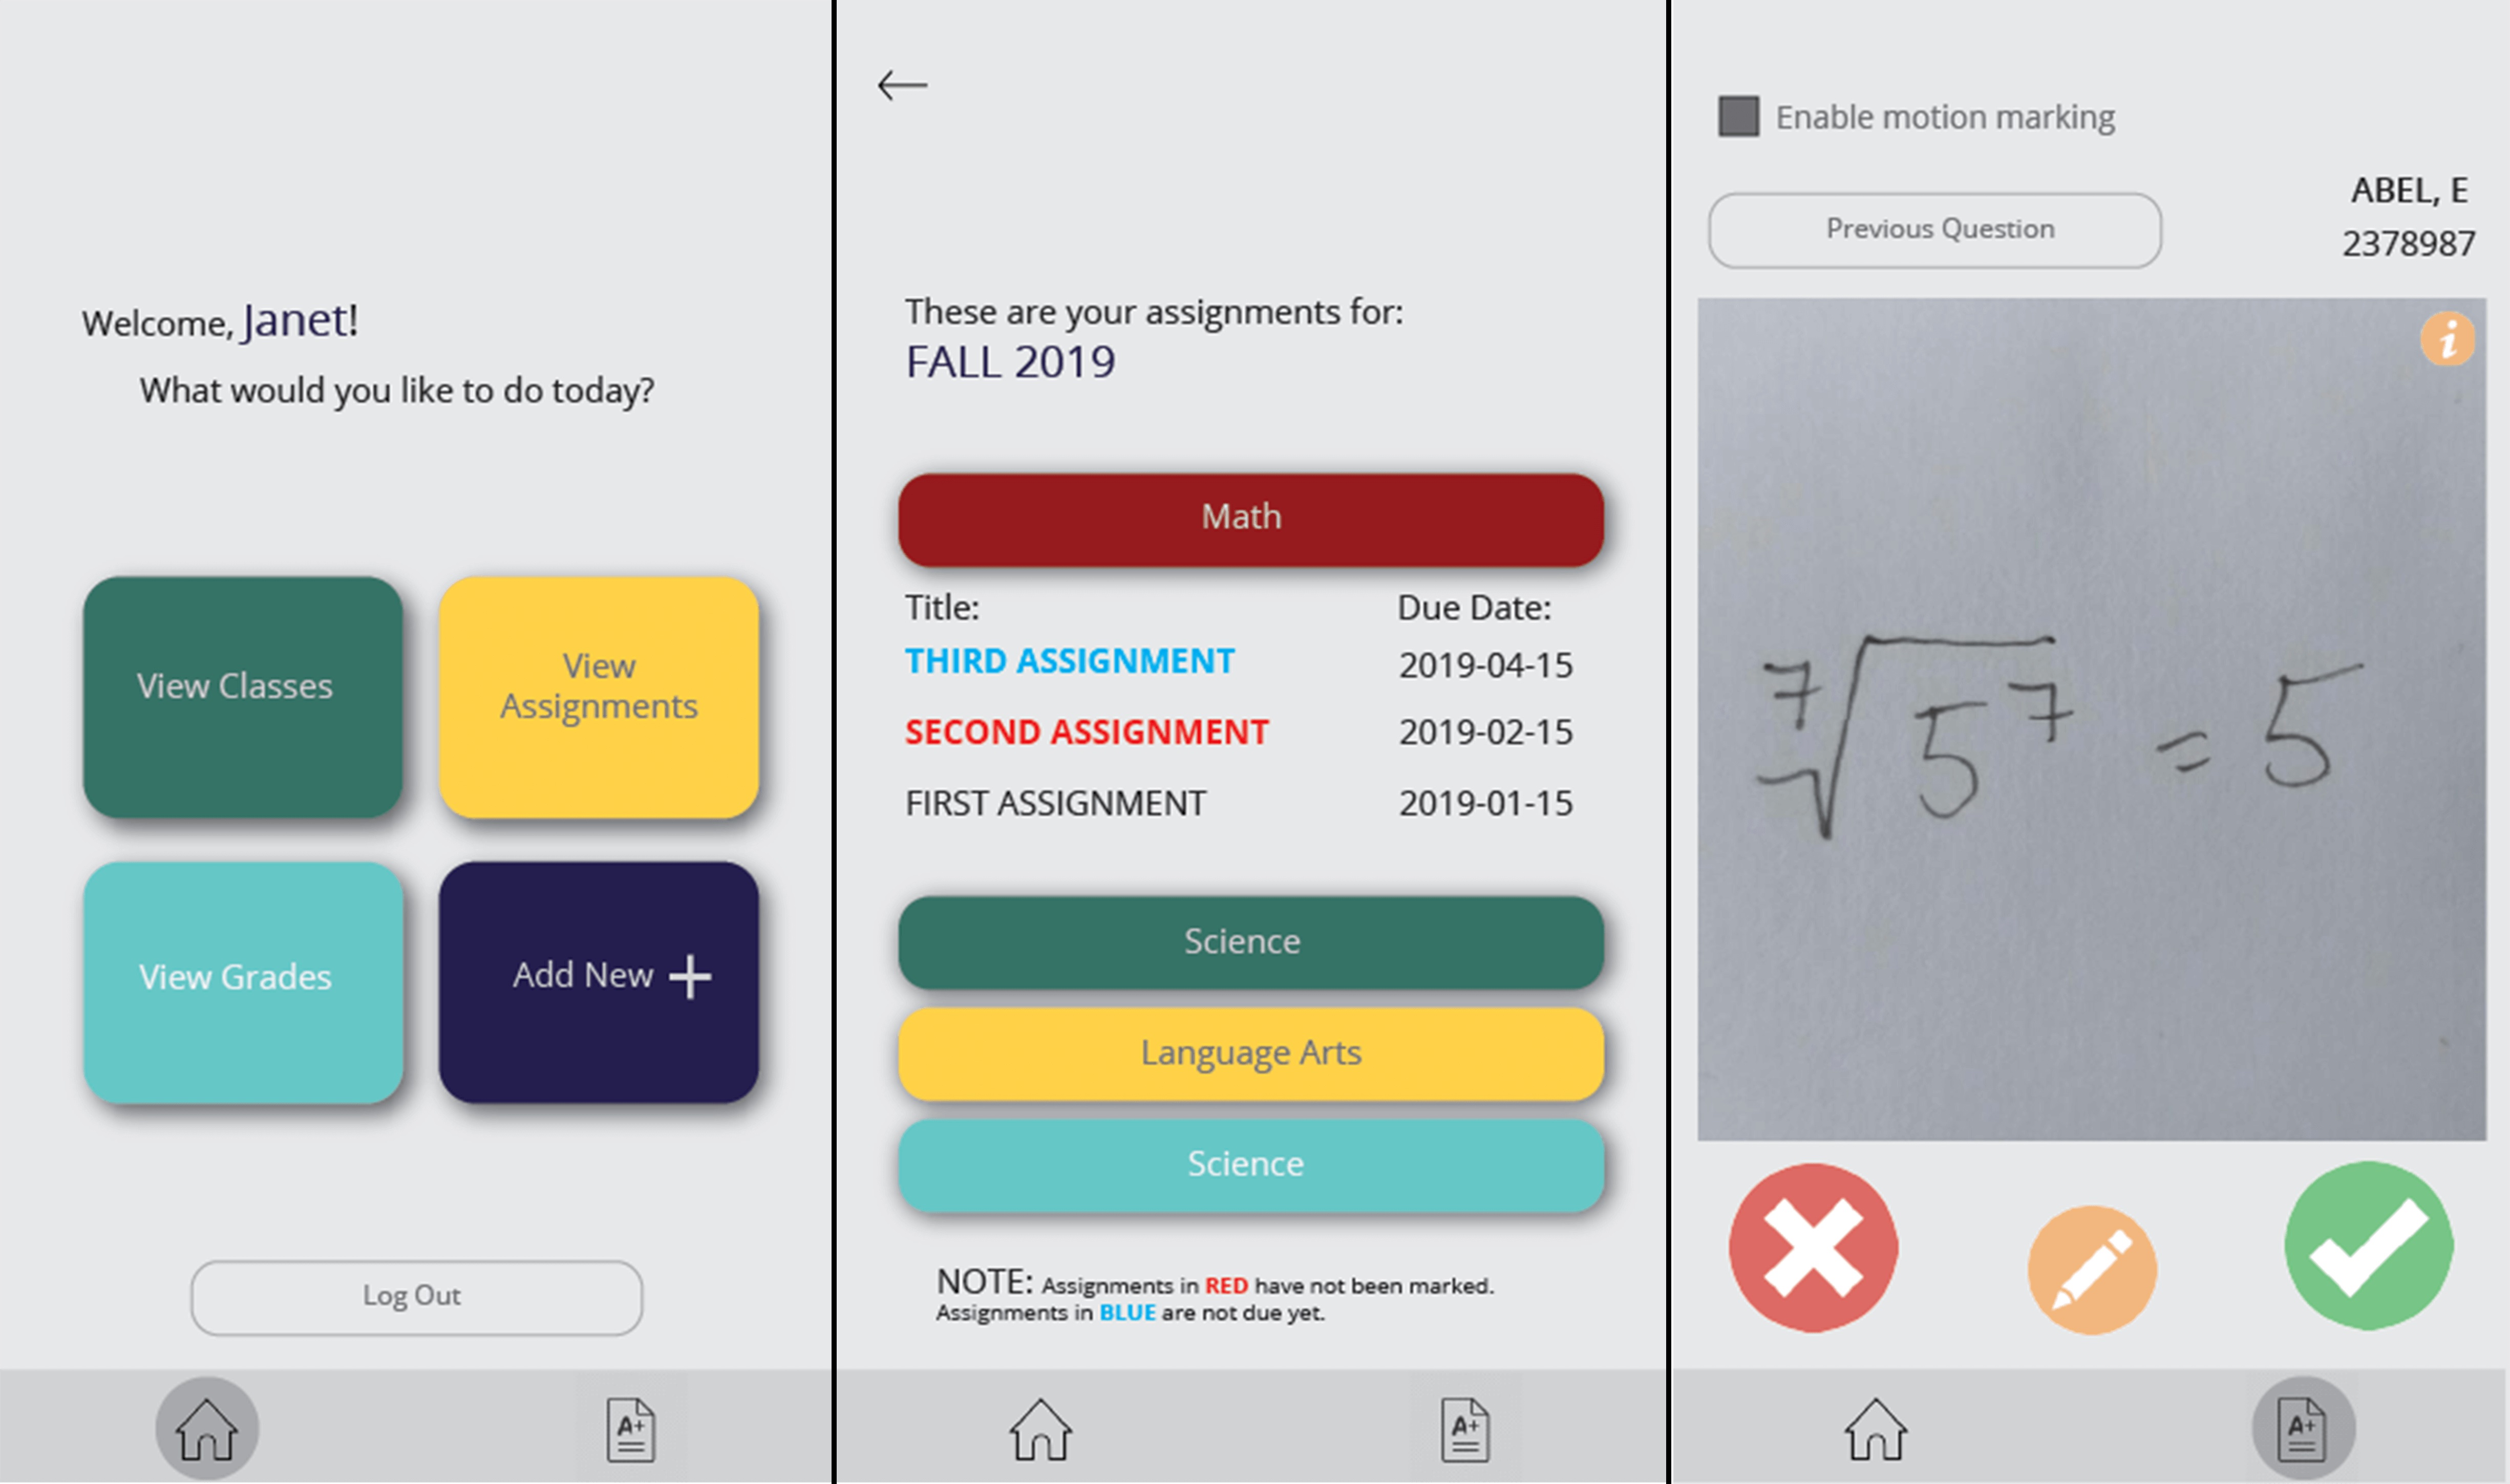 Welcome, Janet!
What would you like to do today?
View Classes
View
Assignments
View Grades
Add New +
Log Out
A+
These are your assignments for:
FALL 2019
Math
Title: Due Date:
THIRD ASSIGNMENT 2019-04-15
SECOND ASSIGNMENT 2019-02-15
FIRST ASSIGNMENT 2019-01-15
Science
Language Arts
Science
NOTE: Assignments in RED have not been marked.
Assignments in BLUE are not due yet.
A+
Enable motion marking
ABEL, E
Previous Question
2378987
i
⁷√5⁷ = 5
A+